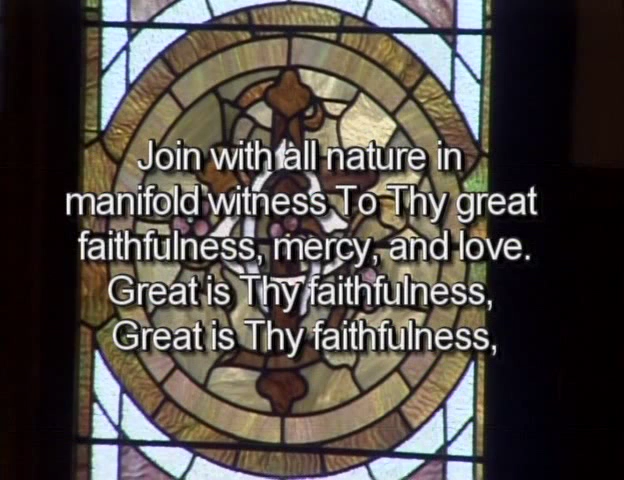 Join with all nature in
manifold witness To Thy great
faithfulness, mercy, and love.
Great is Thy faithfulness,
Great is Thy faithfulness,